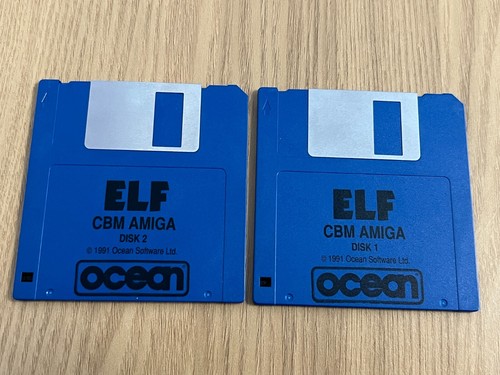 ELF
CBM AMIGA
DISK 2
© 1991 Ocean Software Ltd.
ocean
ELF
CBM AMIGA
DISK 1
© 1991 Ocean Software Ltd.
ocean